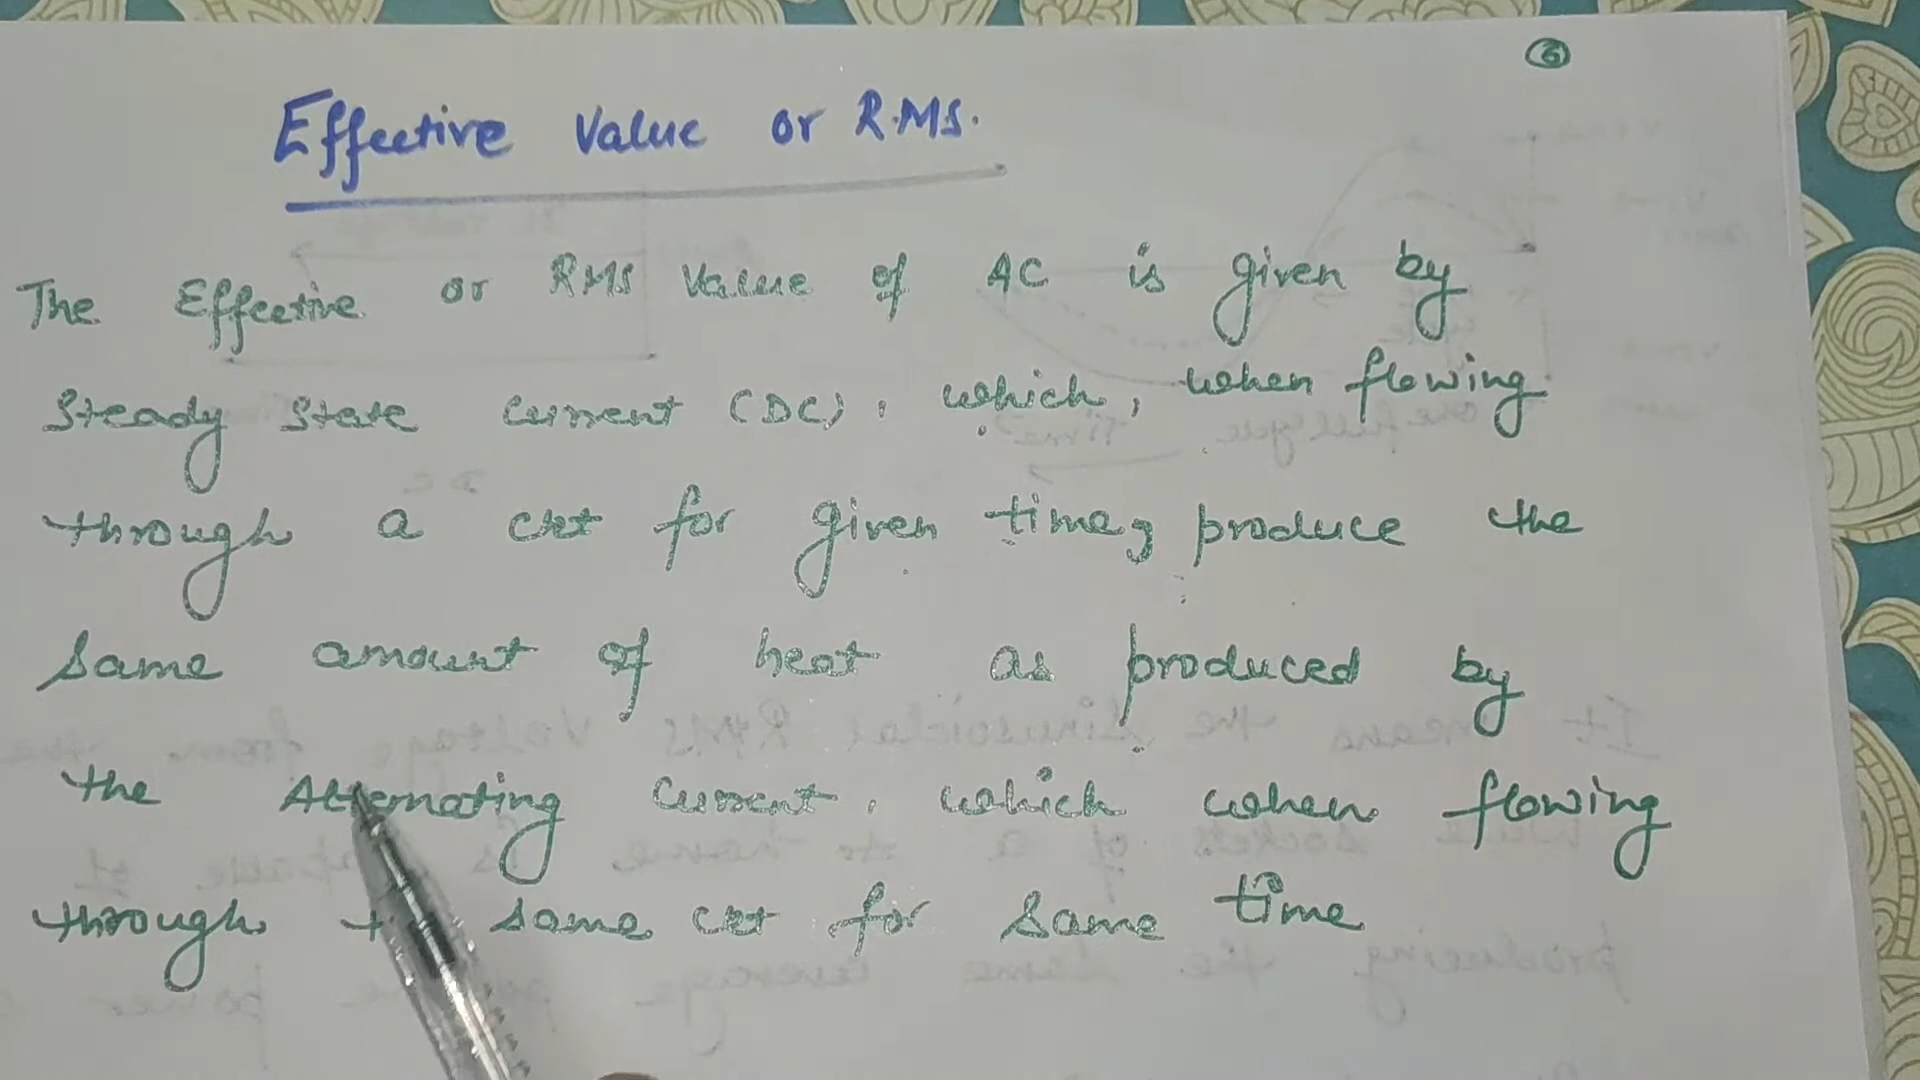 6
Effective Value or R.M.S.
The Effective or RMS Value of AC is given by
Steady State current (DC), which, when flowing
through a ckt for given time, produce the
Same amount of heat as produced by
the Alternating Current, which when flowing
through same ckt for same time